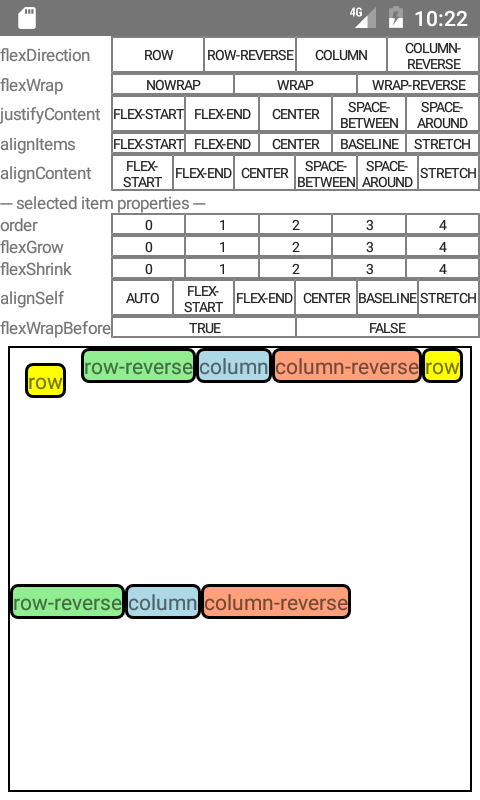 4G 10:22
flexDirection ROW ROW-REVERSE COLUMN COLUMN-REVERSE
flexWrap NOWRAP WRAP WRAP-REVERSE
justifyContent FLEX-START FLEX-END CENTER SPACE-BETWEEN SPACE-AROUND
alignItems FLEX-START FLEX-END CENTER BASELINE STRETCH
alignContent FLEX-START FLEX-END CENTER SPACE-BETWEEN SPACE-AROUND STRETCH
— selected item properties —
order 0 1 2 3 4
flexGrow 0 1 2 3 4
flexShrink 0 1 2 3 4
alignSelf AUTO FLEX-START FLEX-END CENTER BASELINE STRETCH
flexWrapBefore TRUE FALSE
row row-reverse column column-reverse row
row-reverse column column-reverse